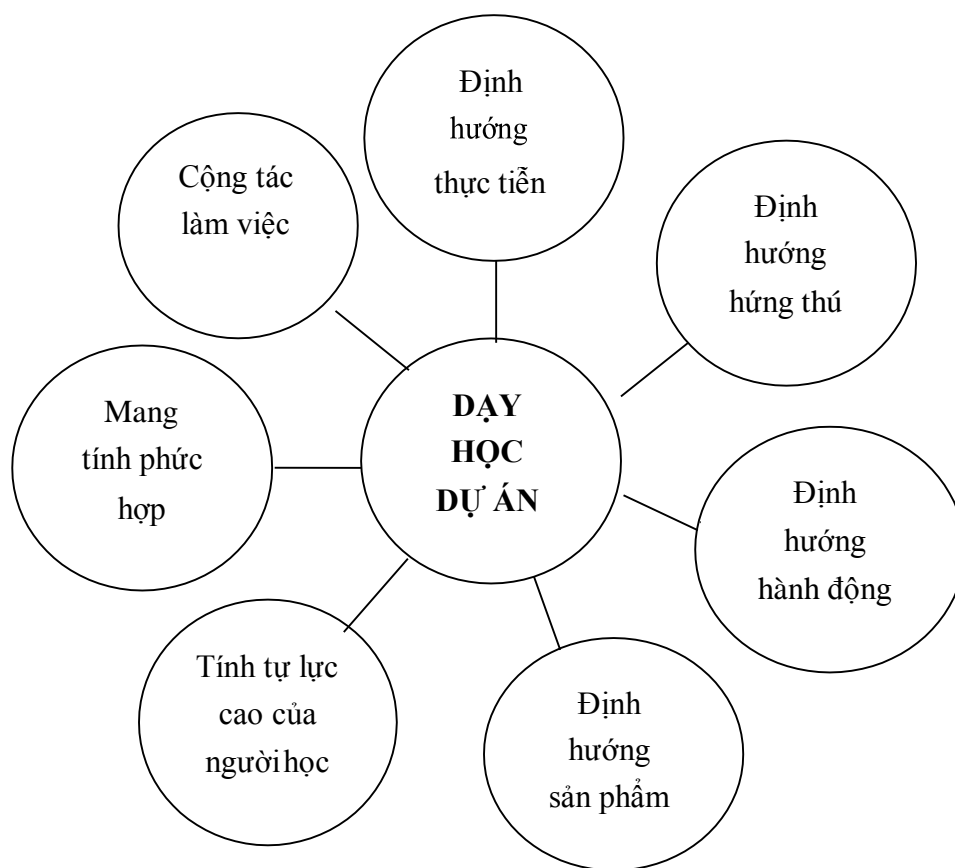 Định
hướng
thực tiễn
Cộng tác
làm việc
Định
hướng
hứng thú
Mang
tính phức
hợp
DẠY
HỌC
DỰ ÁN
Định
hướng
hành động
Tính tự lực
cao của
người học
Định
hướng
sản phẩm